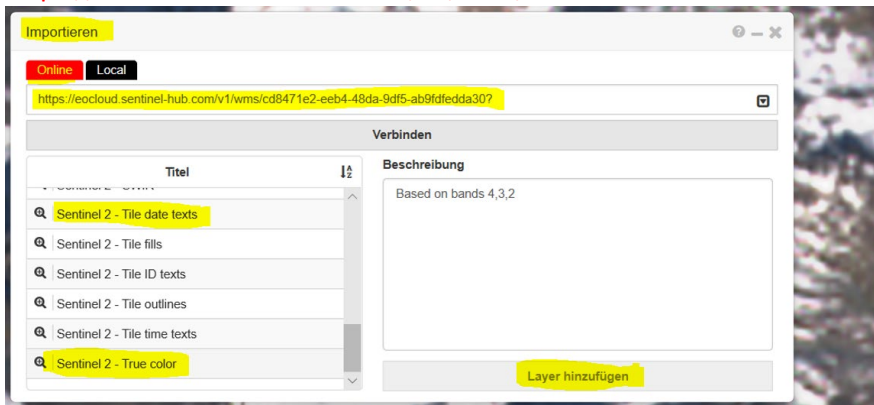 Importieren
Online Local
https://eocloud.sentinel-hub.com/v1/wms/cd8471e2-eeb4-48da-9df5-ab9fdfedda30?
Verbinden
Titel
Sentinel 2 - Tile date texts
Sentinel 2 - Tile fills
Sentinel 2 - Tile ID texts
Sentinel 2 - Tile outlines
Sentinel 2 - Tile time texts
Sentinel 2 - True color
Beschreibung
Based on bands 4,3,2
Layer hinzufügen